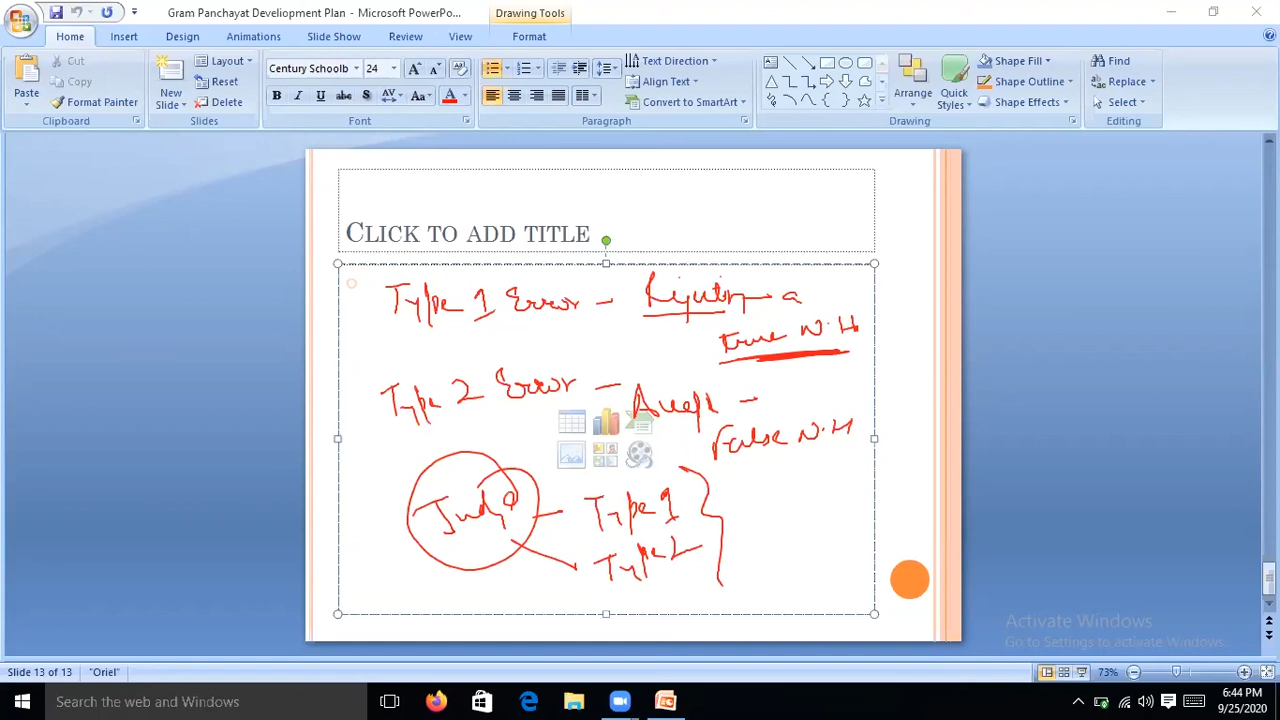 Gram Panchayat Develiopment Plan - Microsoft PowerPo...
Drawing Tools
Home Insert Design Animations Slide Show Review View Format
Paste Cut Copy Format Painter
Clipboard
New Slide Layout Reset Delete
Slides
Century Schoolb 24
B I U abc S AV Aa A
Font
Text Direction Align Text Convert to SmartArt
Paragraph
Arrange Quick Styles Shape Fill Shape Outline Shape Effects
Drawing
Find Replace Select
Editing
CLICK TO ADD TITLE
Type 1 Error - Rejecting a
true N.H
Type 2 Error - Accept -
False N.H
Judge - Type 1
Type 2
Activate Windows
Go to Settings to activate Windows.
Slide 13 of 13 "Oriel" 73%
Search the web and Windows
6:44 PM
9/25/2020